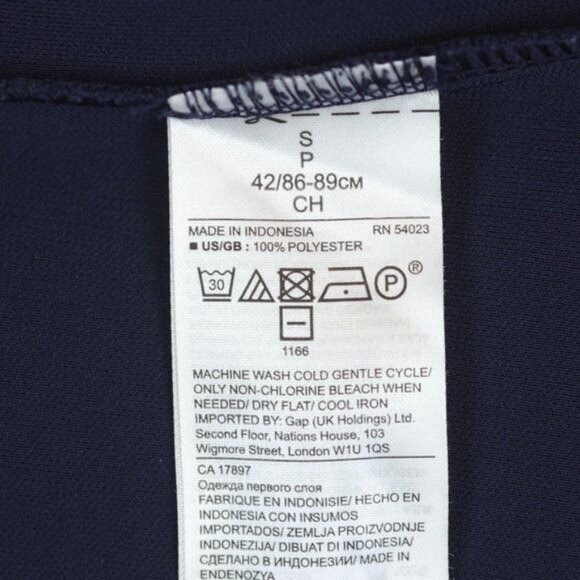 S
P
42/86-89см
CH
MADE IN INDONESIA RN 54023
■ US/GB : 100% POLYESTER
30 P ®
1166
MACHINE WASH COLD GENTLE CYCLE/
ONLY NON-CHLORINE BLEACH WHEN
NEEDED/ DRY FLAT/ COOL IRON
IMPORTED BY: Gap (UK Holdings) Ltd.
Second Floor, Nations House, 103
Wigmore Street, London W1U 1QS
CA 17897
Одежда первого слоя
FABRIQUE EN INDONISIE/ HECHO EN
INDONESIA CON INSUMOS
IMPORTADOS/ ZEMLJA PROIZVODNJE
INDONEZIJA/ DIBUAT DI INDONESIA/
СДЕЛАНО В ИНДОНЕЗИИ/ MADE IN
ENDONEZYA